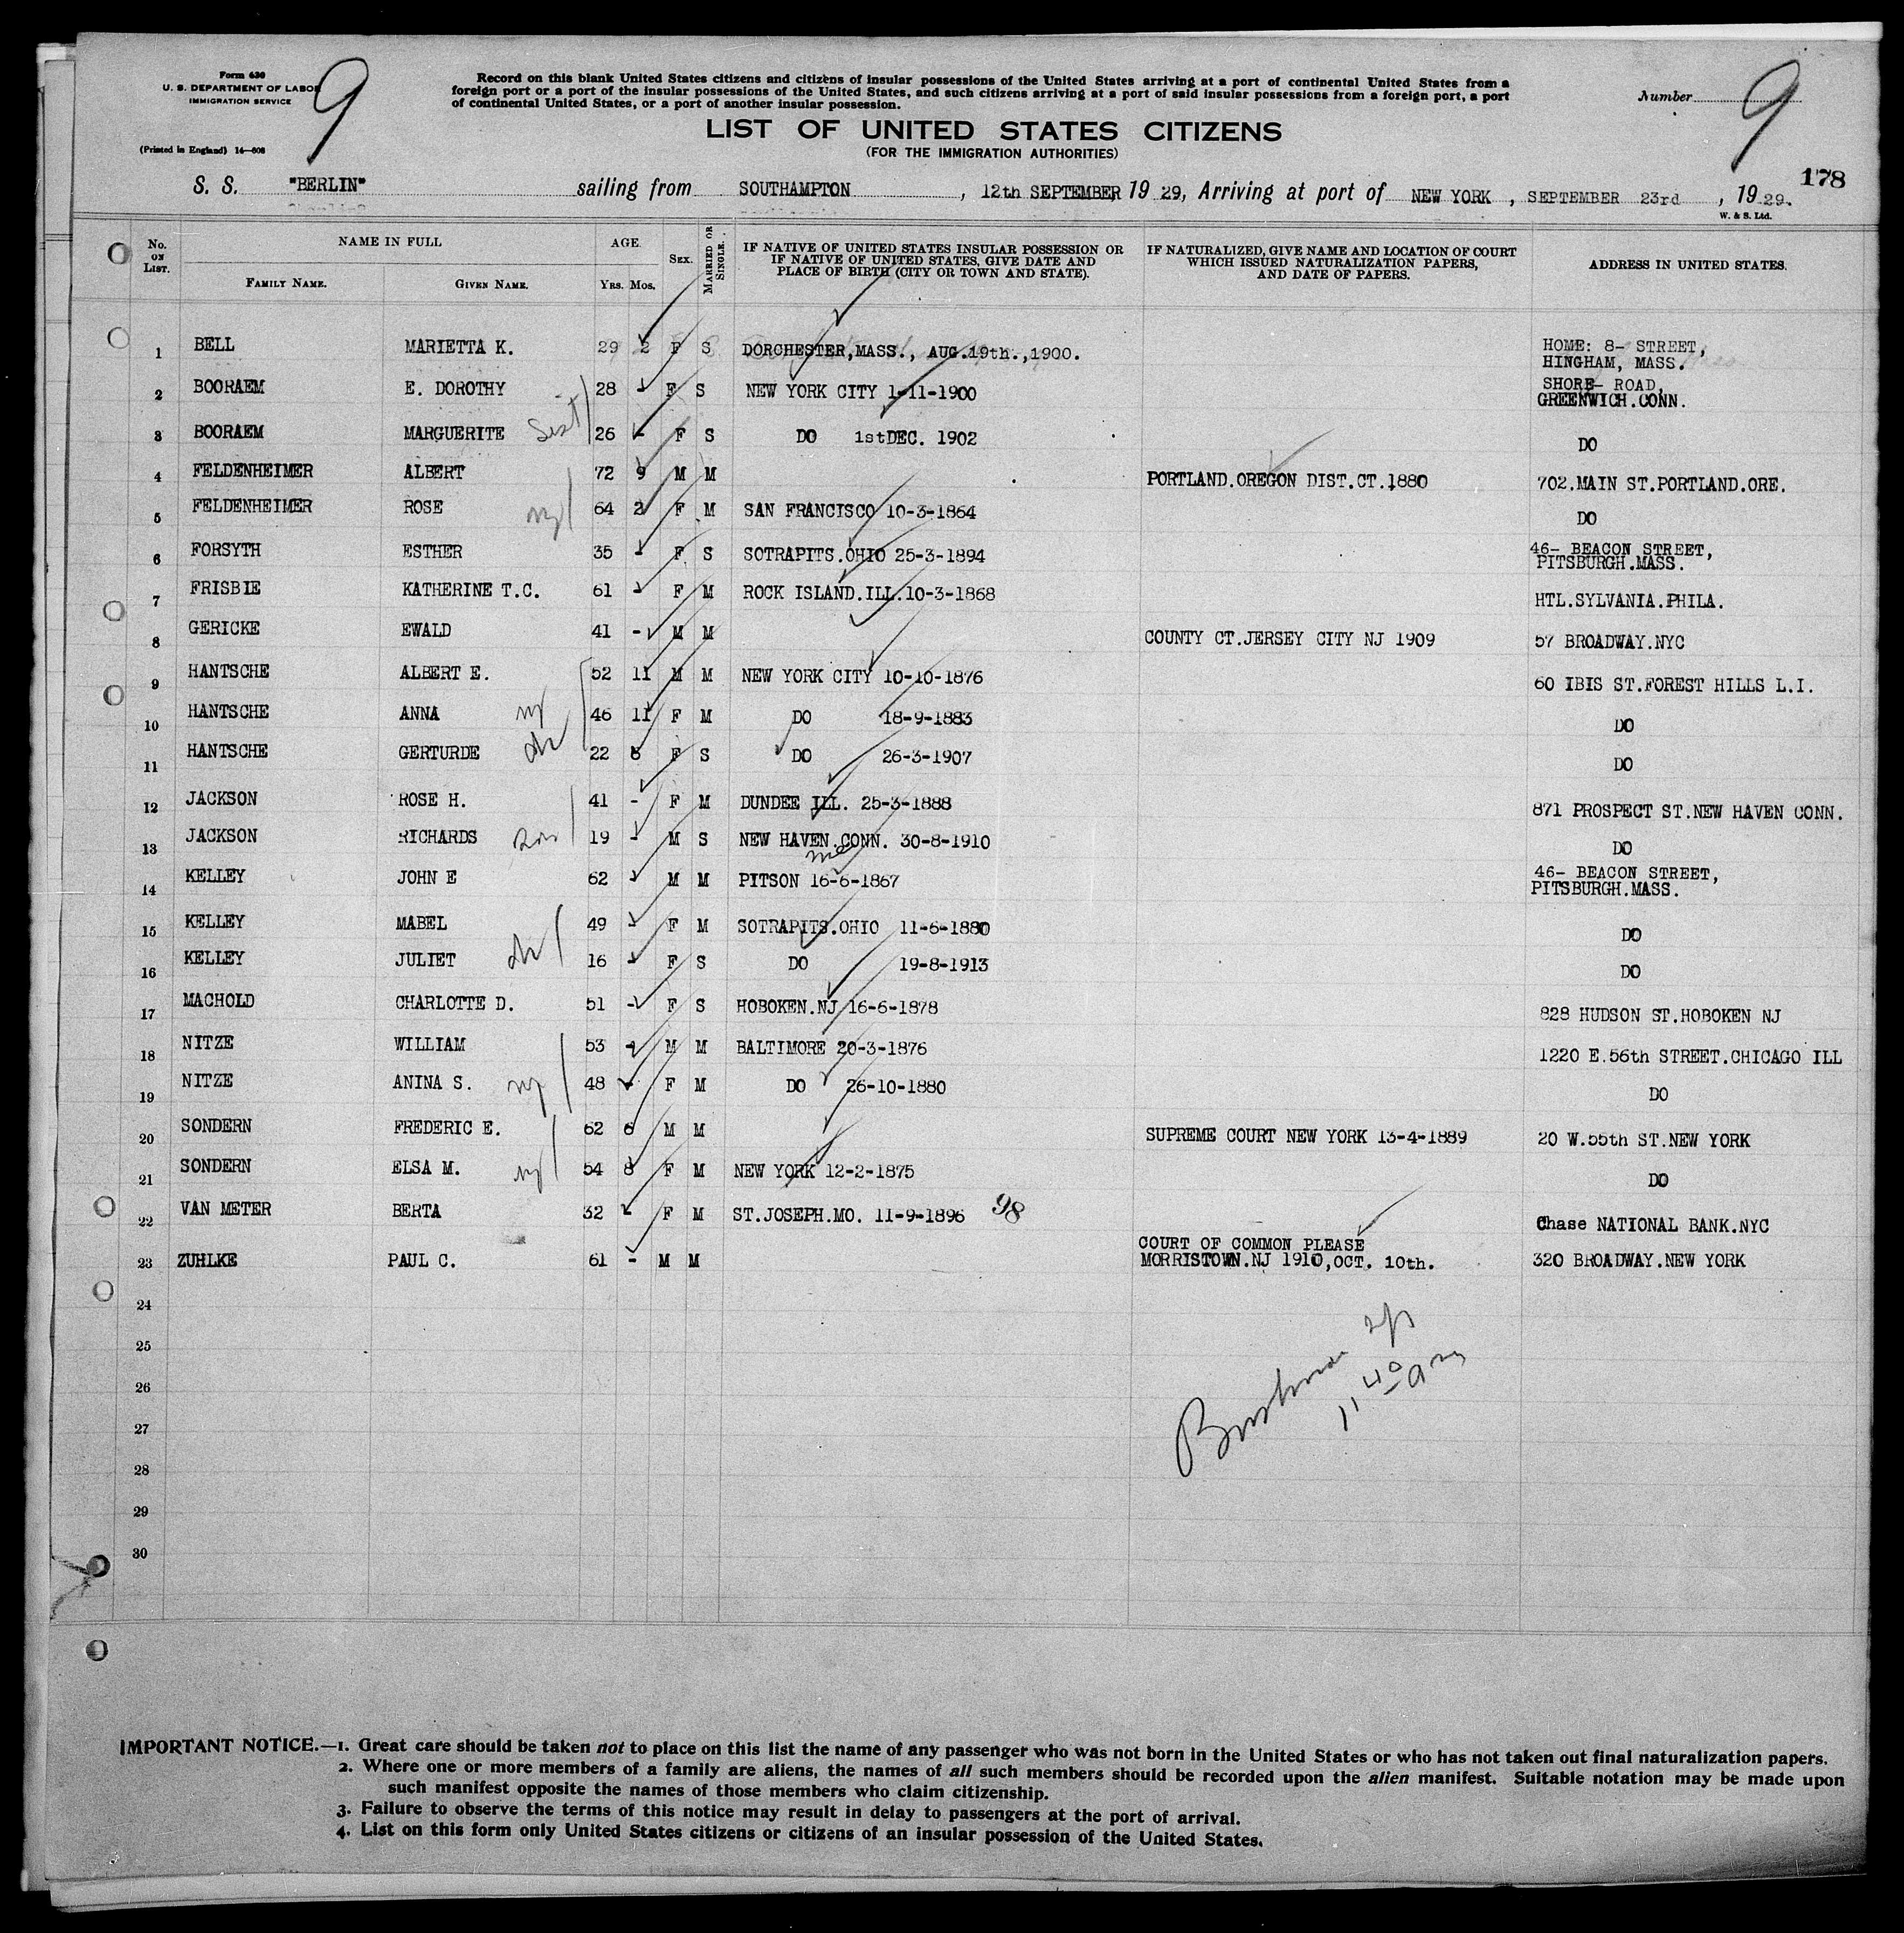 9
Form 630
U. S. DEPARTMENT OF LABOR
IMMIGRATION SERVICE
(Printed in England) 14—608
Record on this blank United States citizens and citizens of insular possessions of the United States arriving at a port of continental United States from a
foreign port or a port of the insular possessions of the United States, and such citizens arriving at a port of said insular possessions from a foreign port, a port
of continental United States, or a port of another insular possession.
Number 9
LIST OF UNITED STATES CITIZENS
(FOR THE IMMIGRATION AUTHORITIES)
178
S. S. "BERLIN" sailing from SOUTHAMPTON, 12th SEPTEMBER 19 29, Arriving at port of NEW YORK, SEPTEMBER 23rd, 19 29.
W. & S. Ltd.
No. ON LIST. NAME IN FULL AGE. SEX. MARRIED OR SINGLE. IF NATIVE OF UNITED STATES INSULAR POSSESSION OR IF NATIVE OF UNITED STATES, GIVE DATE AND PLACE OF BIRTH (CITY OR TOWN AND STATE). IF NATURALIZED, GIVE NAME AND LOCATION OF COURT WHICH ISSUED NATURALIZATION PAPERS, AND DATE OF PAPERS. ADDRESS IN UNITED STATES.
FAMILY NAME. GIVEN NAME. YRS. MOS.
1 BELL MARIETTA K. 29 2 F S DORCHESTER,MASS., AUG.19th.,1900. HOME: 8- STREET, HINGHAM, MASS.
2 BOORAEM E. DOROTHY 28 - F S NEW YORK CITY 1-11-1900 SHORE- ROAD, GREENWICH.CONN.
3 BOORAEM MARGUERITE Sist 26 - F S DO 1stDEC. 1902 DO
4 FELDENHEIMER ALBERT 72 9 M M PORTLAND.OREGON DIST.CT.1880 702.MAIN ST.PORTLAND.ORE.
5 FELDENHEIMER ROSE 64 2 F M SAN FRANCISCO 10-3-1864 DO
6 FORSYTH ESTHER 35 - F S SOTRAPITS.OHIO 25-3-1894 46- BEACON STREET, PITSBURGH.MASS.
7 FRISBIE KATHERINE T.C. 61 - F M ROCK ISLAND.ILL.10-3-1868 HTL.SYLVANIA.PHILA.
8 GERICKE EWALD 41 - M M COUNTY CT.JERSEY CITY NJ 1909 57 BROADWAY.NYC
9 HANTSCHE ALBERT E. 52 11 M M NEW YORK CITY 10-10-1876 60 IBIS ST.FOREST HILLS L.I.
10 HANTSCHE ANNA 46 11 F M DO 18-9-1883 DO
11 HANTSCHE GERTURDE 22 6 F S DO 26-3-1907 DO
12 JACKSON ROSE H. 41 - F M DUNDEE ILL. 25-3-1888 871 PROSPECT ST.NEW HAVEN CONN.
13 JACKSON RICHARDS son 19 - M S NEW HAVEN.CONN. 30-8-1910 DO
14 KELLEY JOHN E 62 - M M PITSON me 16-6-1867 46- BEACON STREET, PITSBURGH.MASS.
15 KELLEY MABEL 49 - F M SOTRAPITS.OHIO 11-6-1880 DO
16 KELLEY JULIET 16 - F S DO 19-8-1913 DO
17 MACHOLD CHARLOTTE D. 51 - F S HOBOKEN.NJ 16-6-1878 828 HUDSON ST.HOBOKEN NJ
18 NITZE WILLIAM 53 - M M BALTIMORE 20-3-1876 1220 E.56th STREET.CHICAGO ILL
19 NITZE ANINA S. 48 - F M DO 26-10-1880 DO
20 SONDERN FREDERIC E. 62 6 M M SUPREME COURT NEW YORK 13-4-1889 20 W.55th ST.NEW YORK
21 SONDERN ELSA M. 54 8 F M NEW YORK 12-2-1875 DO
22 VAN METER BERTA 32 - F M ST.JOSEPH.MO. 11-9-1896 98 Chase NATIONAL BANK.NYC
23 ZUHLKE PAUL C. 61 - M M COURT OF COMMON PLEASE MORRISTOWN.NJ 1910,OCT. 10th. 320 BROADWAY.NEW YORK
24
25
26
27
28
29
30
11 40 am
IMPORTANT NOTICE.—1. Great care should be taken not to place on this list the name of any passenger who was not born in the United States or who has not taken out final naturalization papers.
2. Where one or more members of a family are aliens, the names of all such members should be recorded upon the alien manifest. Suitable notation may be made upon
such manifest opposite the names of those members who claim citizenship.
3. Failure to observe the terms of this notice may result in delay to passengers at the port of arrival.
4. List on this form only United States citizens or citizens of an insular possession of the United States.